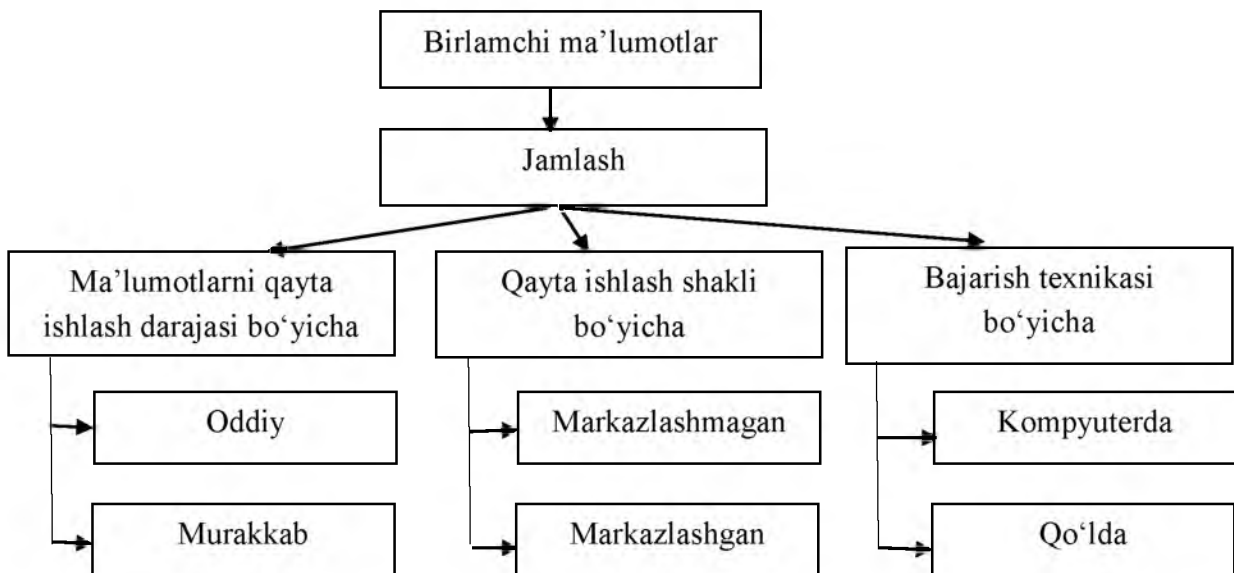 Birlamchi ma’lumotlar
Jamlash
Ma’lumotlarni qayta
ishlash darajasi bo‘yicha
Oddiy
Murakkab
Qayta ishlash shakli
bo‘yicha
Markazlashmagan
Markazlashgan
Bajarish texnikasi
bo‘yicha
Kompyuterda
Qo‘lda